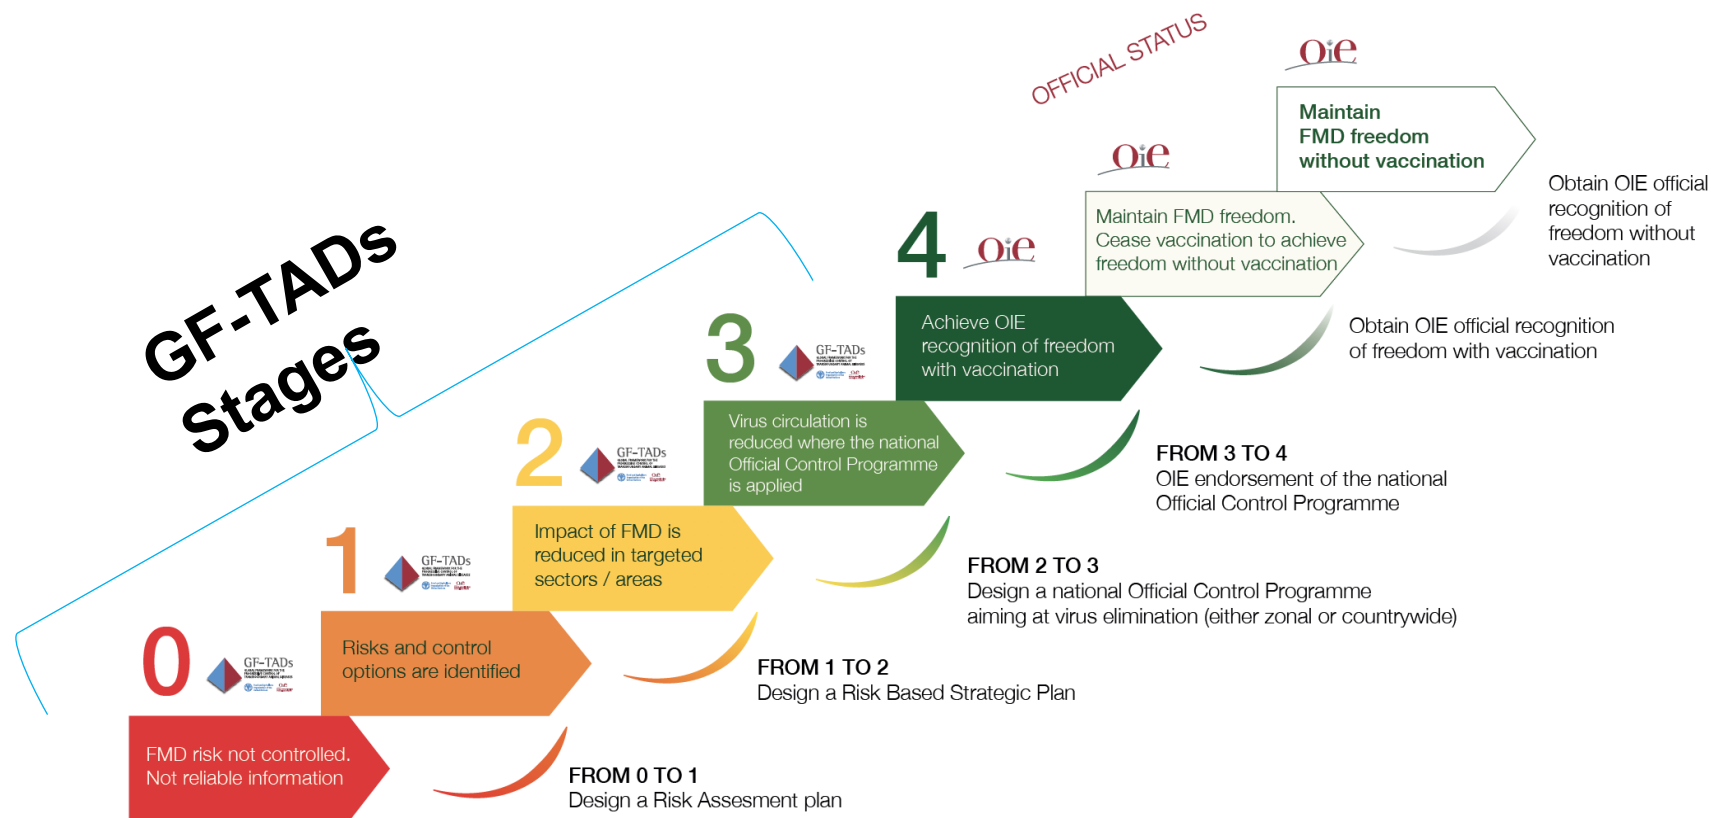 OFFICIAL STATUS
oie
Maintain
FMD freedom
without vaccination
Obtain OIE official
recognition of
freedom without
vaccination
oie
Maintain FMD freedom.
Cease vaccination to achieve
freedom without vaccination
Obtain OIE official recognition
of freedom with vaccination
GF-TADs
Stages
4
oie
Achieve OIE
recognition of freedom
with vaccination
FROM 3 TO 4
OIE endorsement of the national
Official Control Programme
3
GF-TADs
Virus circulation is
reduced where the national
Official Control Programme
is applied
FROM 2 TO 3
Design a national Official Control Programme
aiming at virus elimination (either zonal or countrywide)
2
GF-TADs
Impact of FMD is
reduced in targeted
sectors / areas
FROM 1 TO 2
Design a Risk Based Strategic Plan
1
GF-TADs
Risks and control
options are identified
FROM 0 TO 1
Design a Risk Assesment plan
0
GF-TADs
FMD risk not controlled.
Not reliable information